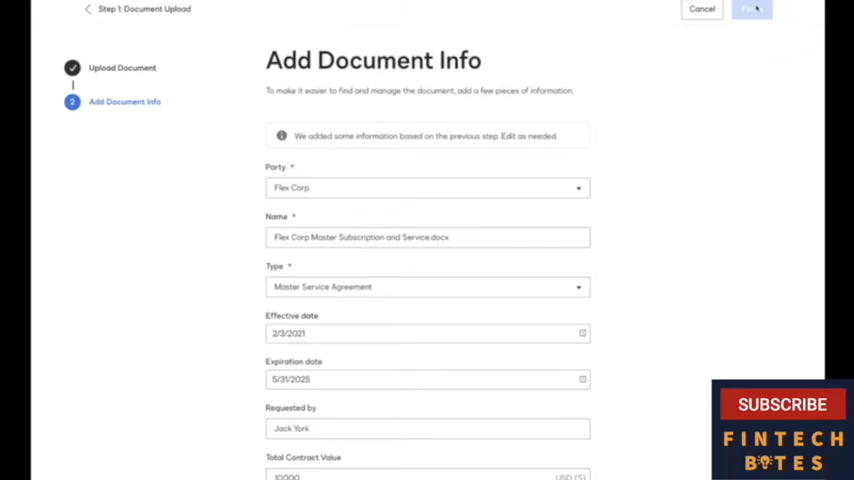 Step 1: Document Upload
Cancel
Upload Document
2 Add Document Info
Add Document Info
To make it easier to find and manage the document, add a few pieces of information.
We added some information based on the previous step. Edit as needed.
Party *
Flex Corp
Name *
Flex Corp Master Subscription and Service.docx
Type *
Master Service Agreement
Effective date
2/3/2021
Expiration date
5/31/2025
Requested by
Jack York
Total Contract Value
10000 USD ($)
SUBSCRIBE
FINTECH
BYTES